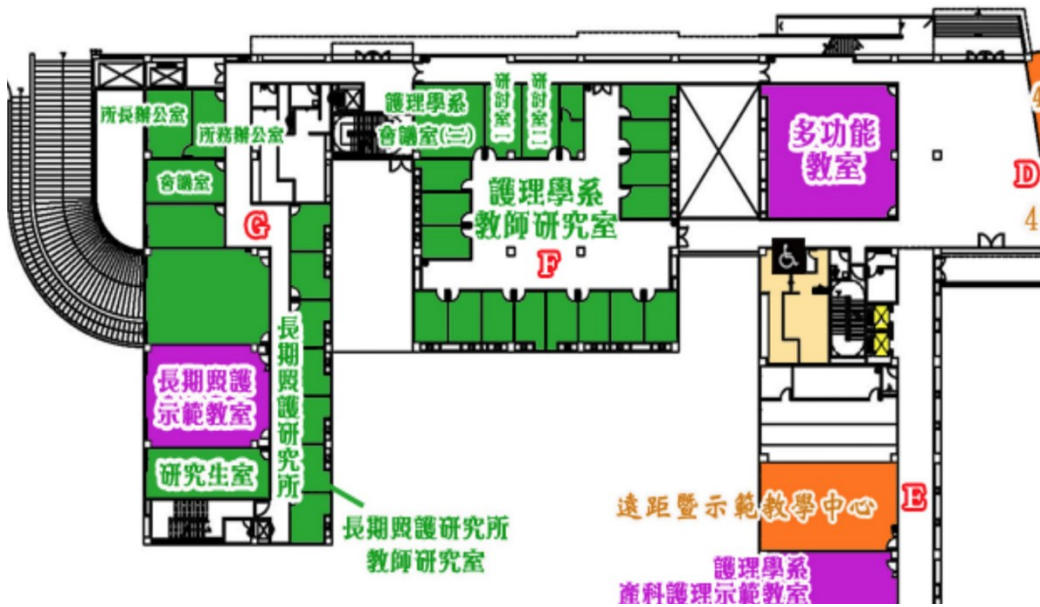 所長辦公室
所務辦公室
會議室
G
長期照護
示範教室
研究生室
長期照護研究所
長期照護研究所
教師研究室
護理學系
會議室(二)
研討室一
研討室二
護理學系
教師研究室
F
多功能
教室
4
D
4
E
遠距暨示範教學中心
護理學系
產科護理示範教室